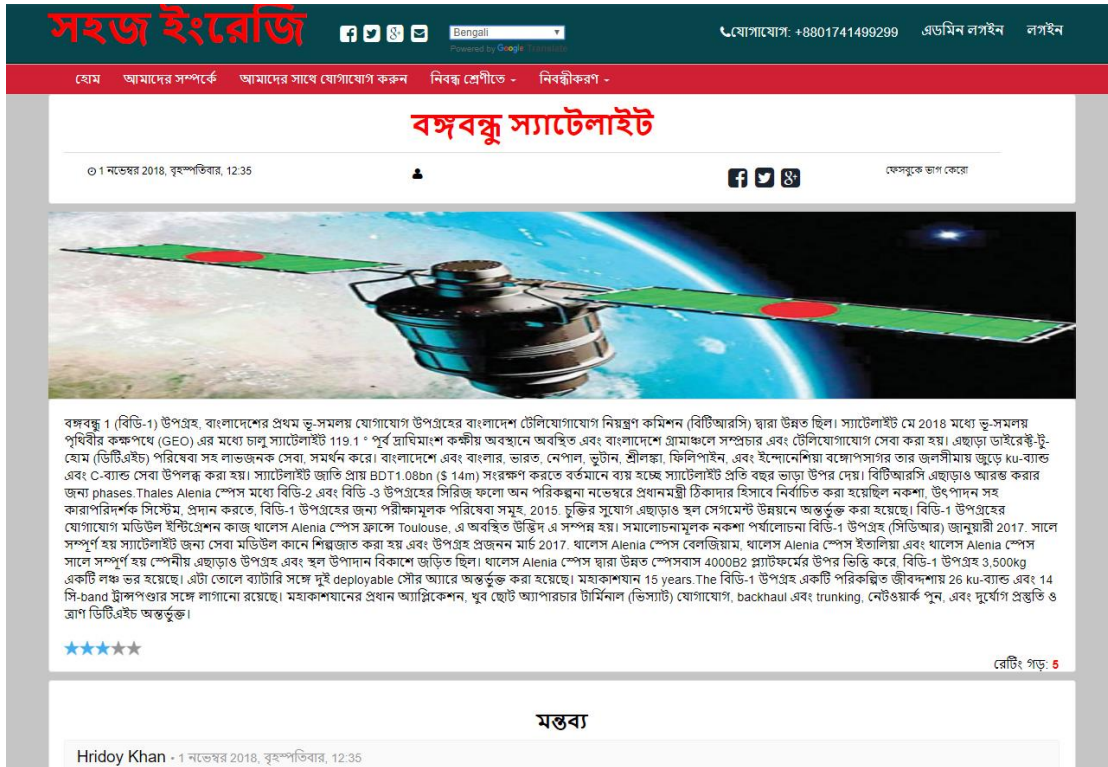 সহজ ইংরেজি
Bengali
Powered by Google Translate
যোগাযোগ: +8801741499299 এডমিন লগইন লগইন
হোম আমাদের সম্পর্কে আমাদের সাথে যোগাযোগ করুন নিবন্ধ শ্রেণীতে নিবন্ধীকরণ
বঙ্গবন্ধু স্যাটেলাইট
1 নভেম্বর 2018, বৃহস্পতিবার, 12:35
ফেসবুকে ভাগ কেরো
বঙ্গবন্ধু 1 (বিডি-1) উপগ্রহ, বাংলাদেশের প্রথম ভূ-সমলয় যোগাযোগ উপগ্রহের বাংলাদেশ টেলিযোগাযোগ নিয়ন্ত্রণ কমিশন (বিটিআরসি) দ্বারা উন্নত ছিল। স্যাটেলাইট মে 2018 মধ্যে ভূ-সমলয়
পৃথিবীর কক্ষপথে (GEO) এর মধ্যে চালু স্যাটেলাইট 119.1 ° পূর্ব দ্রাঘিমাংশ কক্ষীয় অবস্থানে অবস্থিত এবং বাংলাদেশে গ্রামাঞ্চলে সম্প্রচার এবং টেলিযোগাযোগ সেবা করা হয়। এছাড়া ডাইরেক্ট-টু-
হোম (ডিটিএইচ) পরিষেবা সহ লাভজনক সেবা, সমর্থন করে। বাংলাদেশে এবং বাংলার, ভারত, নেপাল, ভুটান, শ্রীলঙ্কা, ফিলিপাইন, এবং ইন্দোনেশিয়া বঙ্গোপসাগর তার জলসীমায় জুড়ে ku-ব্যান্ড
এবং C-ব্যান্ড সেবা উপলব্ধ করা হয়। স্যাটেলাইট জাতি প্রায় BDT1.08bn ($ 14m) সংরক্ষণ করতে বর্তমানে ব্যয় হচ্ছে স্যাটেলাইট প্রতি বছর ভাড়া উপর দেয়। বিটিআরসি এছাড়াও আরম্ভ করার
জন্য phases.Thales Alenia স্পেস মধ্যে বিডি-2 এবং বিডি -3 উপগ্রহের সিরিজ ফলো অন পরিকল্পনা নভেম্বরে প্রধানমন্ত্রী ঠিকাদার হিসাবে নির্বাচিত করা হয়েছিল নকশা, উৎপাদন সহ
কারাপরিদর্শক সিস্টেম, প্রদান করতে, বিডি-1 উপগ্রহের জন্য পরীক্ষামূলক পরিষেবা সমূহ, 2015. চুক্তির সুযোগ এছাড়াও স্থল সেগমেন্ট উন্নয়নে অন্তর্ভুক্ত করা হয়েছে। বিডি-1 উপগ্রহের
যোগাযোগ মডিউল ইন্টিগ্রেশন কাজ থালেস Alenia স্পেস ফ্রান্সে Toulouse, এ অবস্থিত উদ্ভিদ এ সম্পন্ন হয়। সমালোচনামূলক নকশা পর্যালোচনা বিডি-1 উপগ্রহ (সিডিআর) জানুয়ারী 2017. সালে
সম্পূর্ণ হয় স্যাটেলাইট জন্য সেবা মডিউল কানে শিল্পজাত করা হয় এবং উপগ্রহ প্রজনন মার্চ 2017. থালেস Alenia স্পেস বেলজিয়াম, থালেস Alenia স্পেস ইতালিয়া এবং থালেস Alenia স্পেস
সালে সম্পূর্ণ হয় স্পেনীয় এছাড়াও উপগ্রহ এবং স্থল উপাদান বিকাশে জড়িত ছিল। থালেস Alenia স্পেস দ্বারা উন্নত স্পেসবাস 4000B2 প্ল্যাটফর্মের উপর ভিত্তি করে, বিডি-1 উপগ্রহ 3,500kg
একটি লঞ্চ ভর হয়েছে। এটা তোলে ব্যাটারি সঙ্গে দুই deployable সৌর অ্যারে অন্তর্ভুক্ত করা হয়েছে। মহাকাশযান 15 years.The বিডি-1 উপগ্রহ একটি পরিকল্পিত জীবদ্দশায় 26 ku-ব্যান্ড এবং 14
সি-band ট্রান্সপন্ডার সঙ্গে লাগানো রয়েছে। মহাকাশযানের প্রধান অ্যাপ্লিকেশন, খুব ছোট অ্যাপারচার টার্মিনাল (ভিস্যাট) যোগাযোগ, backhaul এবং trunking, নেটওয়ার্ক পুন, এবং দুর্যোগ প্রস্তুতি ও
ত্রাণ ডিটিএইচ অন্তর্ভুক্ত।
রেটিং গড়: 5
মন্তব্য
Hridoy Khan - 1 নভেম্বর 2018, বৃহস্পতিবার, 12:35